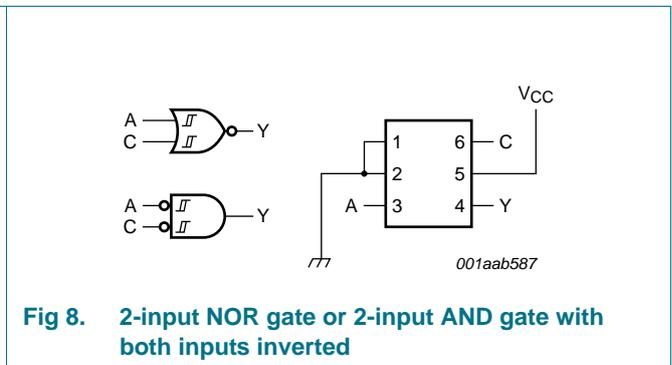 A
C
Y
A
C
Y
VCC
1
6
C
2
5
A
3
4
Y
001aab587
Fig 8. 2-input NOR gate or 2-input AND gate with
both inputs inverted